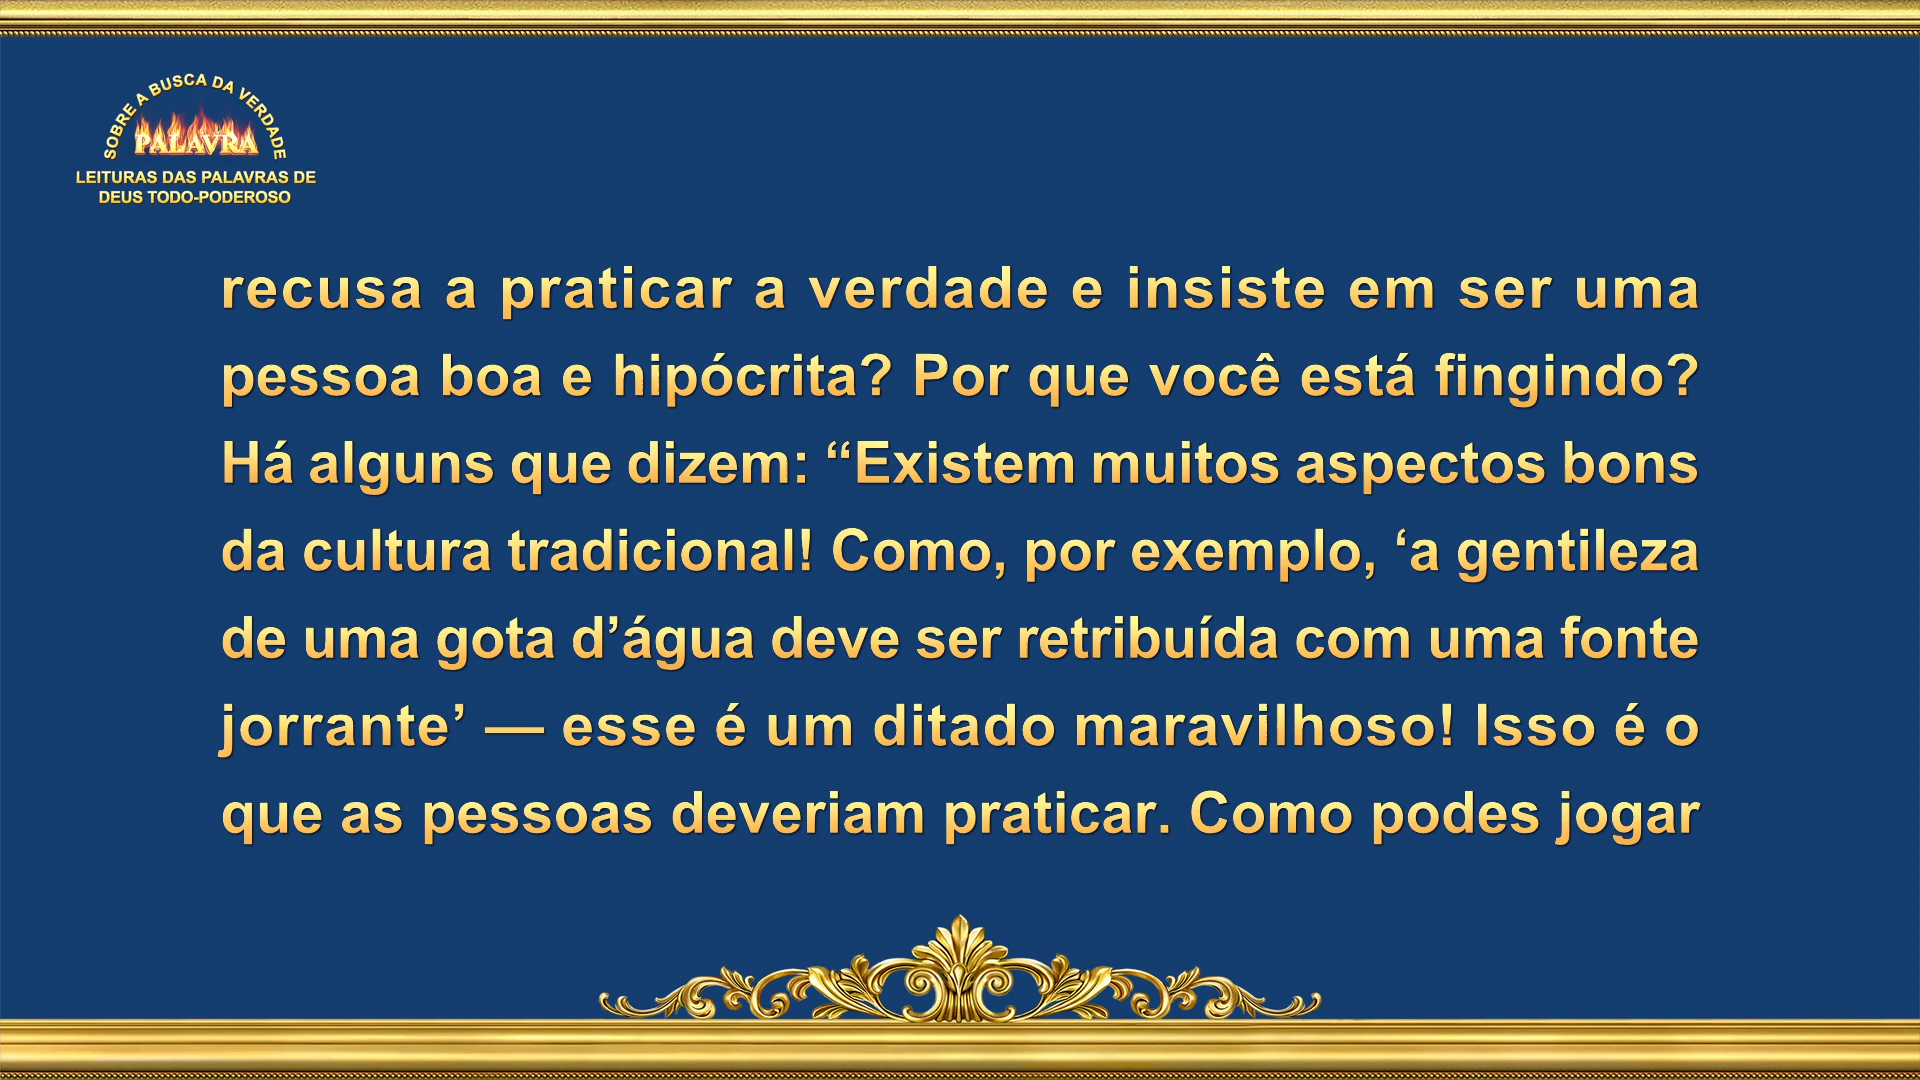 SOBRE A BUSCA DA VERDADE
PALAVRA
LEITURAS DAS PALAVRAS DE
DEUS TODO-PODEROSO
recusa a praticar a verdade e insiste em ser uma
pessoa boa e hipócrita? Por que você está fingindo?
Há alguns que dizem: “Existem muitos aspectos bons
da cultura tradicional! Como, por exemplo, ‘a gentileza
de uma gota d’água deve ser retribuída com uma fonte
jorrante’ — esse é um ditado maravilhoso! Isso é o
que as pessoas deveriam praticar. Como podes jogar